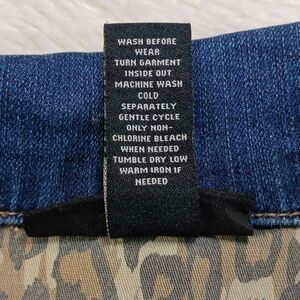 WASH BEFORE
WEAR
TURN GARMENT
INSIDE OUT
MACHINE WASH
COLD
SEPARATELY
GENTLE CYCLE
ONLY NON-
CHLORINE BLEACH
WHEN NEEDED
TUMBLE DRY LOW
WARM IRON IF
NEEDED